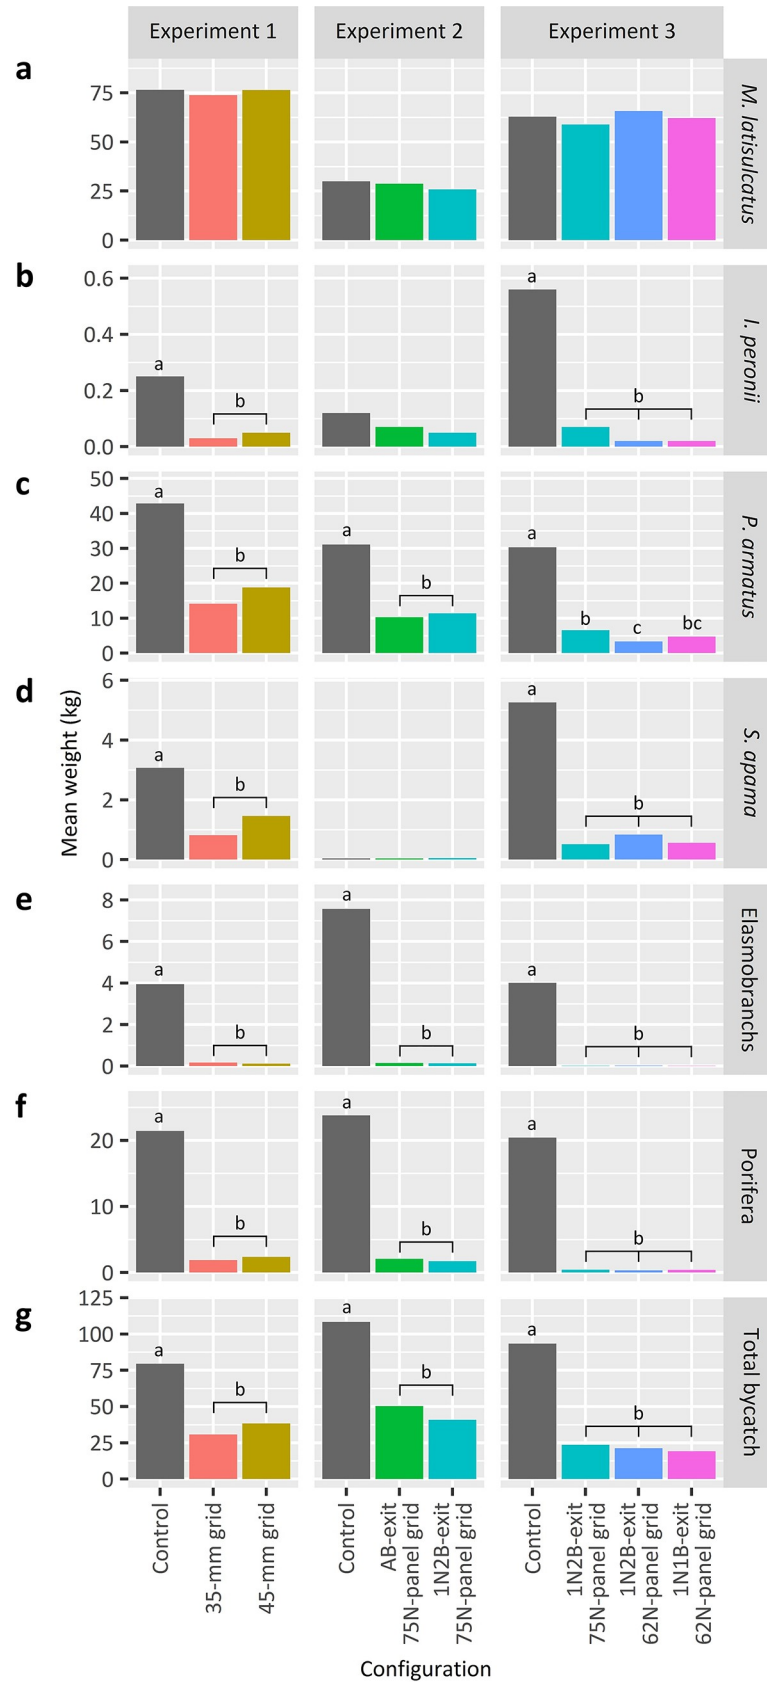 Experiment 1 Experiment 2 Experiment 3
a
75
50
25
0
M. latisulcatus
b
0.6
0.4
0.2
0.0
a
b
a
b
I. peronii
c
50
40
30
20
10
0
a
b
a
b
a
b
c
bc
P. armatus
d
Mean weight (kg)
6
4
2
0
a
b
a
b
S. apama
e
8
6
4
2
0
a
b
a
b
a
b
Elasmobranchs
f
20
10
0
a
b
a
b
a
b
Porifera
g
125
100
75
50
25
0
a
b
a
b
a
b
Total bycatch
Control
35-mm grid
45-mm grid
Control
AB-exit
75N-panel grid
1N2B-exit
75N-panel grid
Control
1N2B-exit
75N-panel grid
1N2B-exit
62N-panel grid
1N1B-exit
62N-panel grid
Configuration